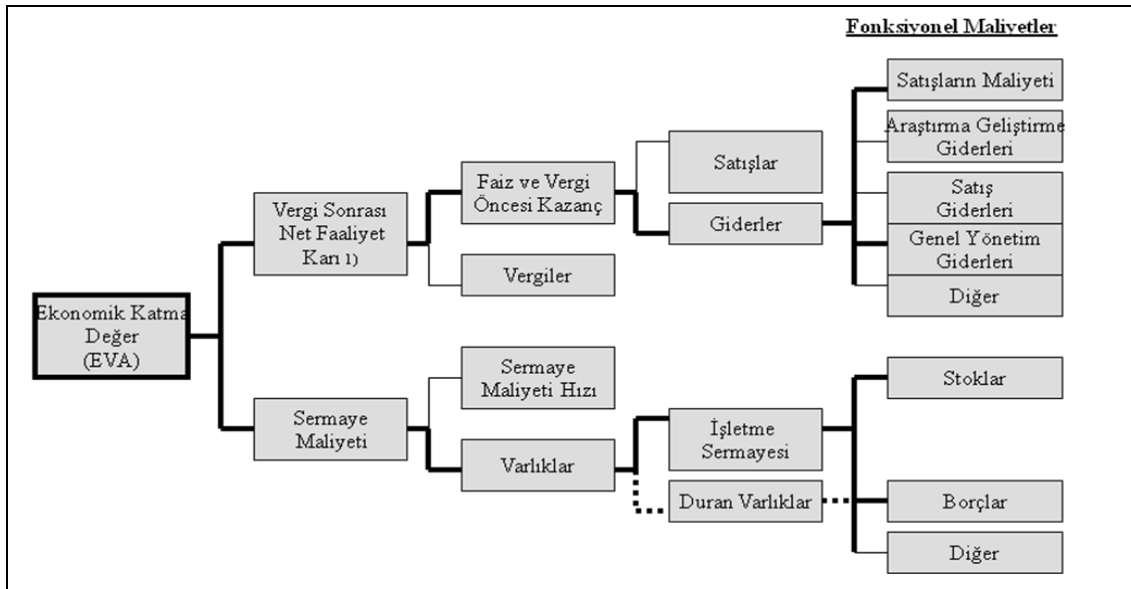 Fonksiyonel Maliyetler
Satışların Maliyeti
Araştırma Geliştirme
Giderleri
Satışlar
Faiz ve Vergi
Öncesi Kazanç
Satış
Giderleri
Vergi Sonrası
Net Faaliyet
Karı 1)
Giderler
Genel Yönetim
Giderleri
Vergiler
Diğer
Ekonomik Katma
Değer
(EVA)
Sermaye
Maliyeti Hızı
Stoklar
Sermaye
Maliyeti
İşletme
Sermayesi
Varlıklar
Duran Varlıklar
Borçlar
Diğer